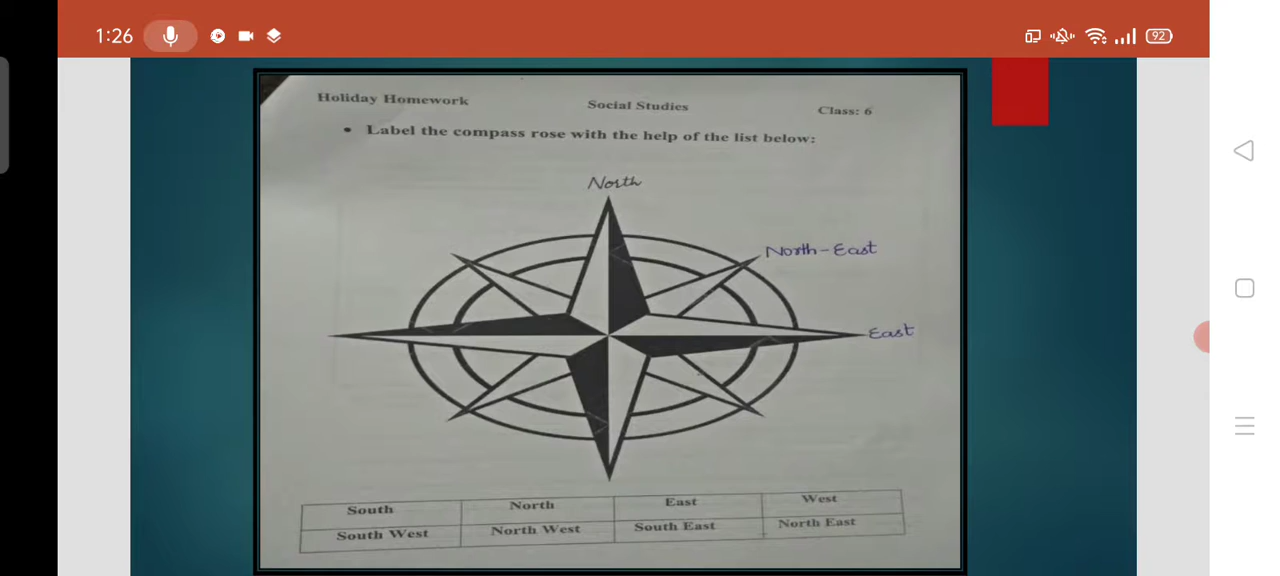 1:26
92
Holiday Homework Social Studies Class: 6
• Label the compass rose with the help of the list below:
North
North-East
East
South North East West
South West North West South East North East